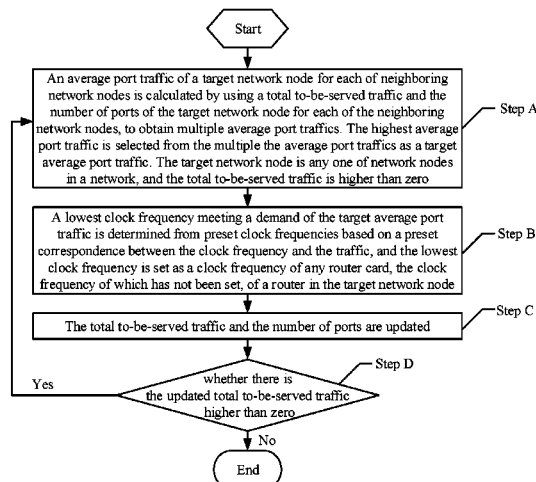 Start
An average port traffic of a target network node for each of neighboring
network nodes is calculated by using a total to-be-served traffic and the
number of ports of the target network node for each of the neighboring
network nodes, to obtain multiple average port traffics. The highest average
port traffic is selected from the multiple the average port traffics as a target
average port traffic. The target network node is any one of network nodes
in a network, and the total to-be-served traffic is higher than zero
Step A
A lowest clock frequency meeting a demand of the target average port
traffic is determined from preset clock frequencies based on a preset
correspondence between the clock frequency and the traffic, and the lowest
clock frequency is set as a clock frequency of any router card, the clock
frequency of which has not been set, of a router in the target network node
Step B
The total to-be-served traffic and the number of ports are updated
Step C
Step D
Yes
whether there is
the updated total to-be-served traffic
higher than zero
No
End